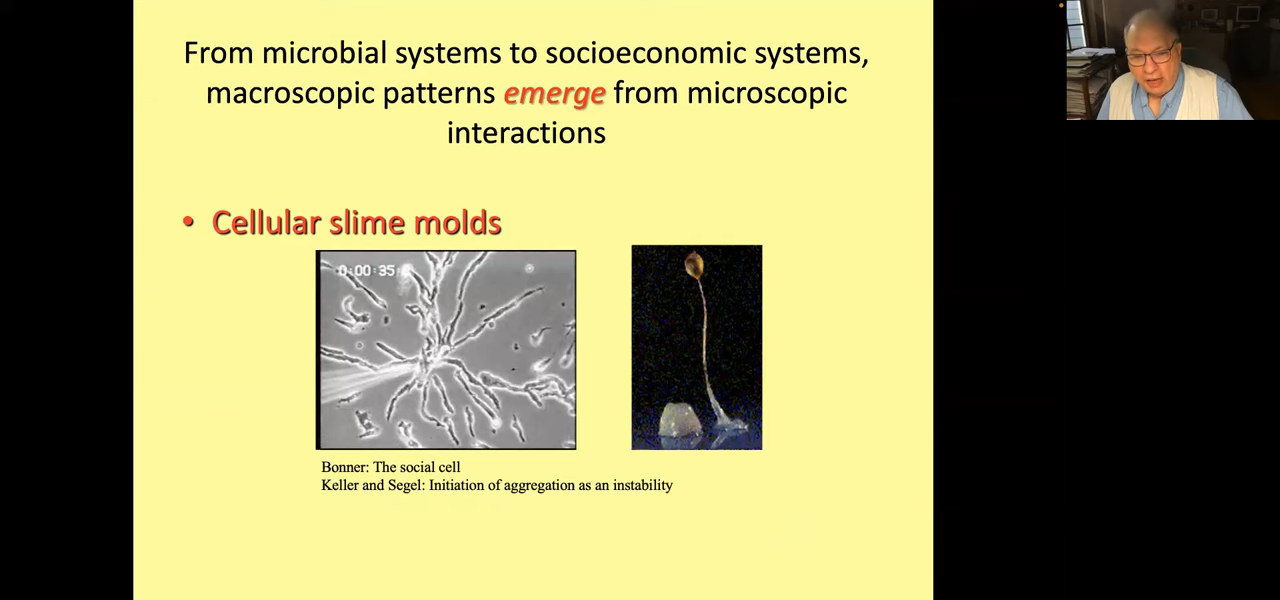 From microbial systems to socioeconomic systems,
macroscopic patterns emerge from microscopic
interactions
• Cellular slime molds
0:00:35
Bonner: The social cell
Keller and Segel: Initiation of aggregation as an instability